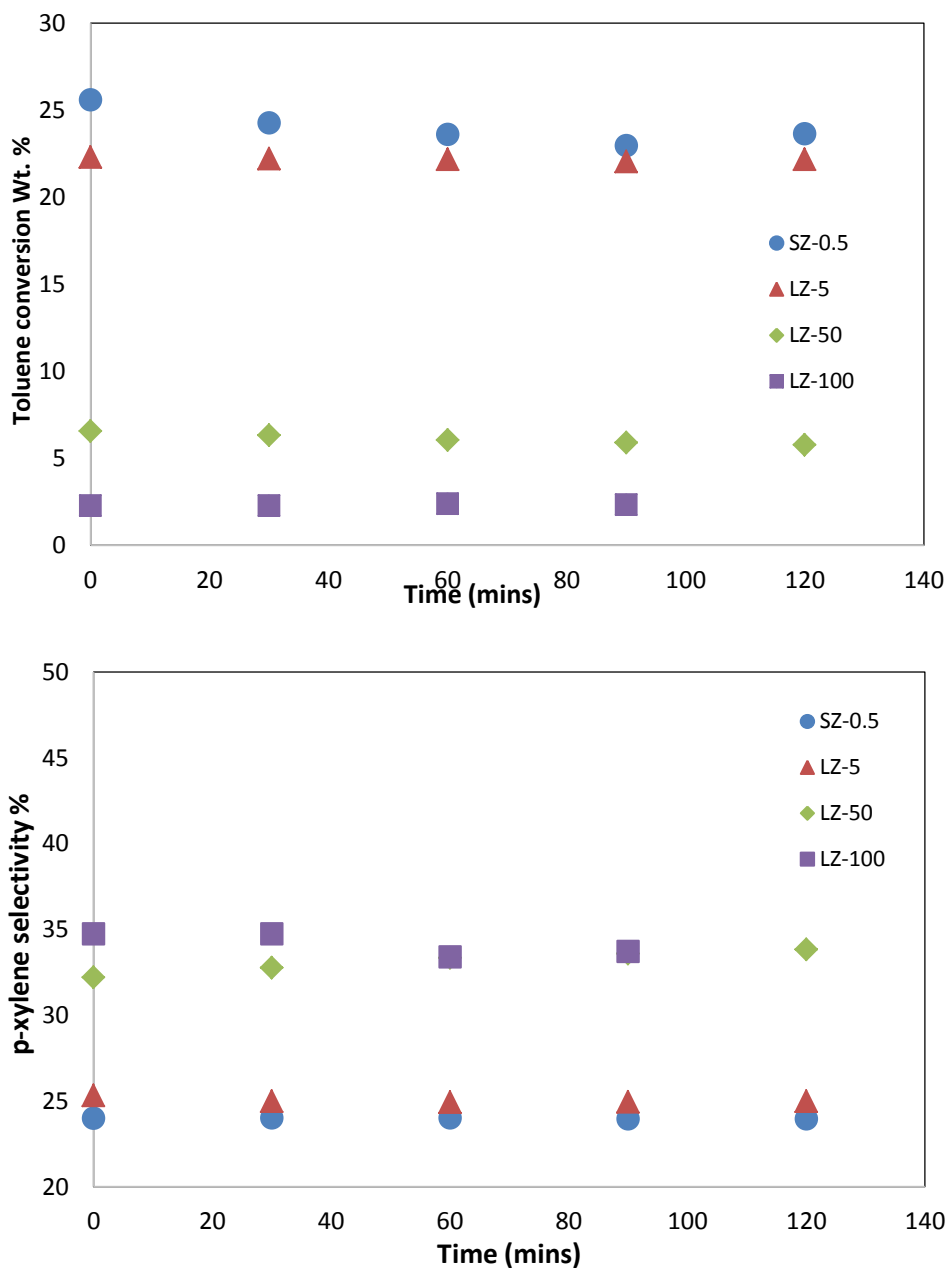 Toluene conversion Wt. %
30
25
20
15
10
5
0
SZ-0.5
LZ-5
LZ-50
LZ-100
0 20 40 60 80 100 120 140
Time (mins)
p-xylene selectivity %
50
45
40
35
30
25
20
SZ-0.5
LZ-5
LZ-50
LZ-100
0 20 40 60 80 100 120 140
Time (mins)